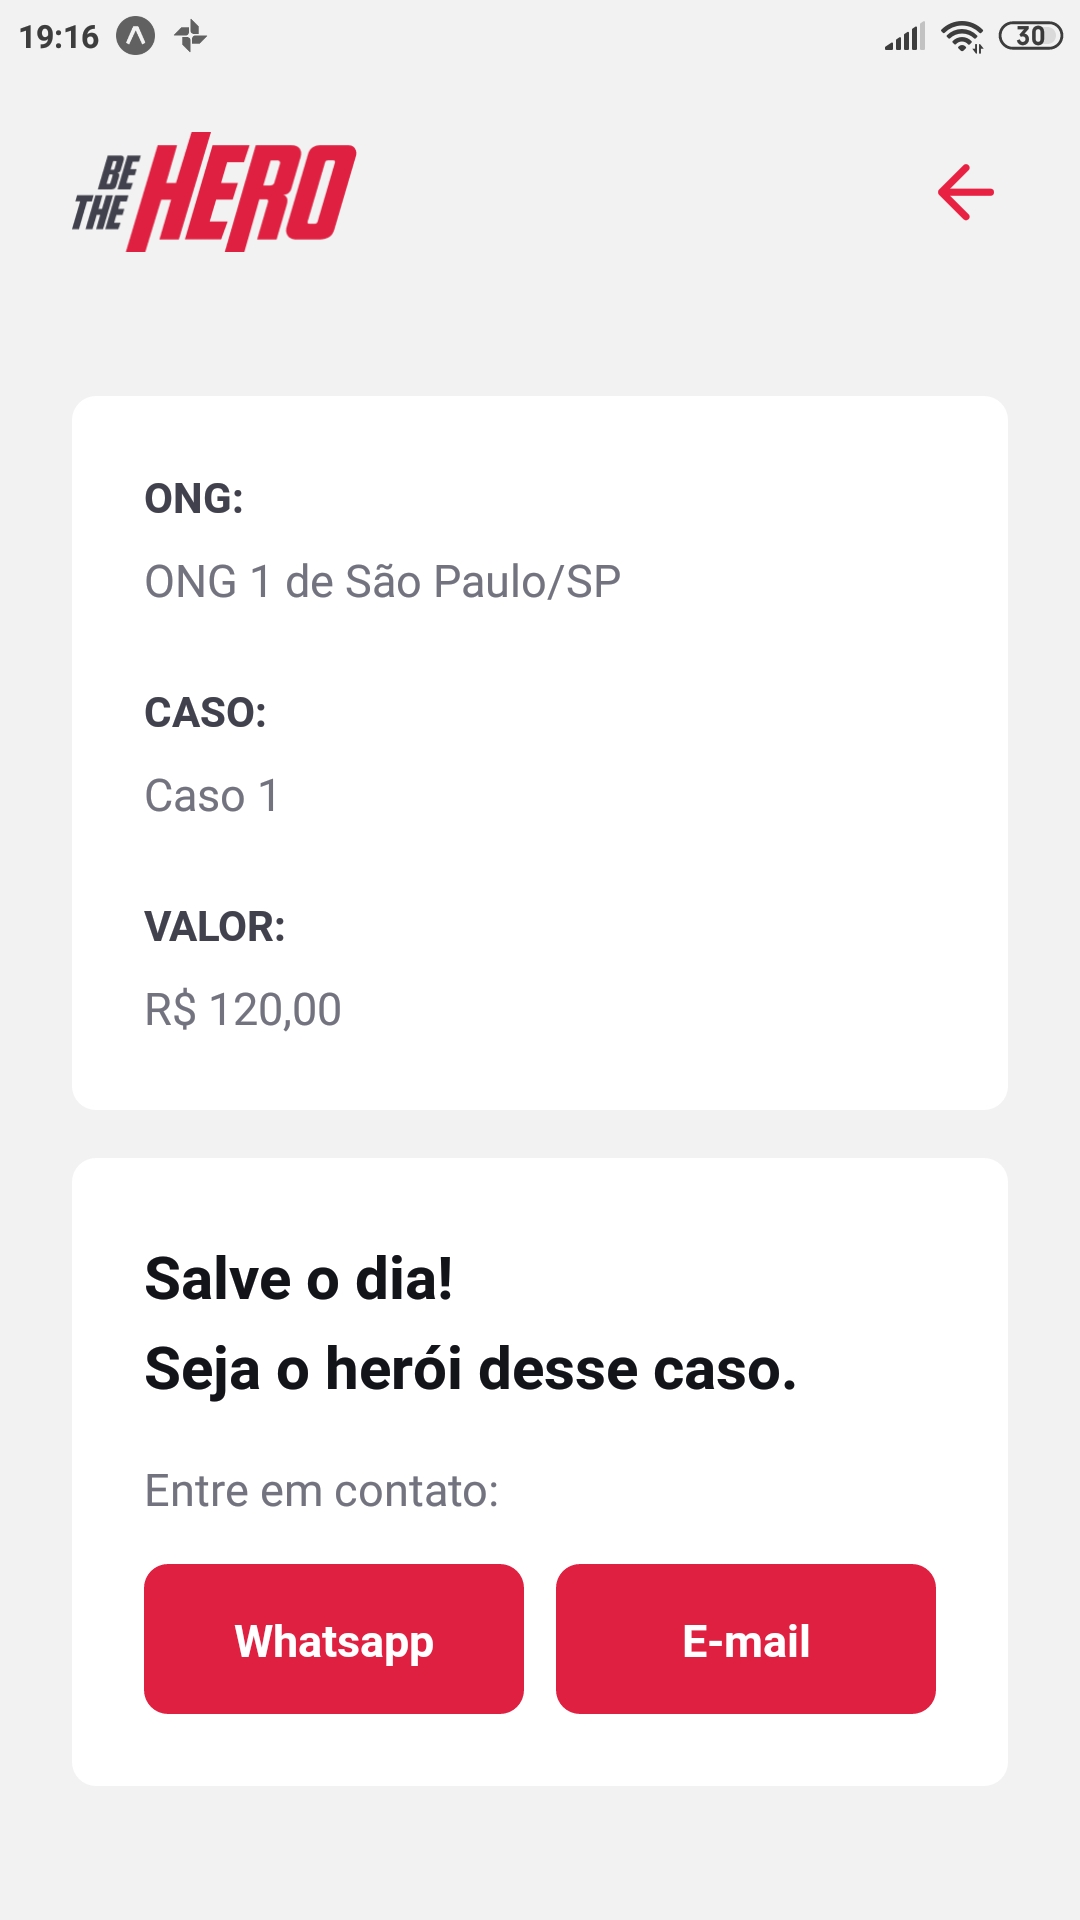 19:16
30
BE
THE
HERO
ONG:
ONG 1 de São Paulo/SP
CASO:
Caso 1
VALOR:
R$ 120,00
Salve o dia!
Seja o herói desse caso.
Entre em contato:
Whatsapp
E-mail